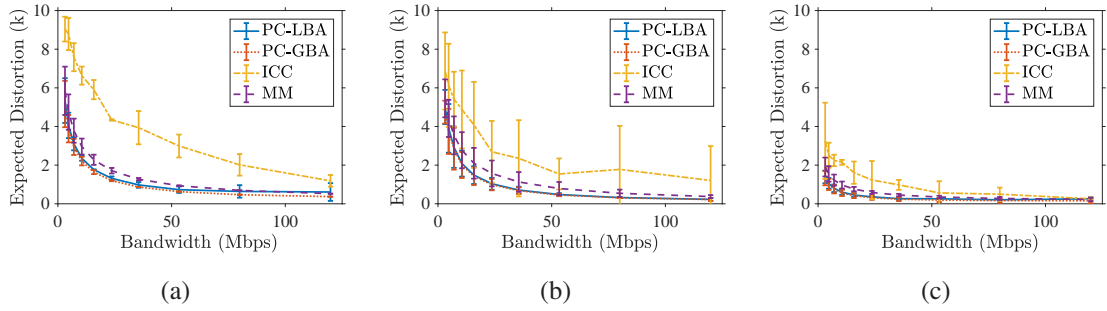 10
8
6
4
2
0
Expected Distortion (k)
0
50
100
Bandwidth (Mbps)
PC-LBA
PC-GBA
ICC
MM
(a)
10
8
6
4
2
0
Expected Distortion (k)
0
50
100
Bandwidth (Mbps)
PC-LBA
PC-GBA
ICC
MM
(b)
10
8
6
4
2
0
Expected Distortion (k)
0
50
100
Bandwidth (Mbps)
PC-LBA
PC-GBA
ICC
MM
(c)